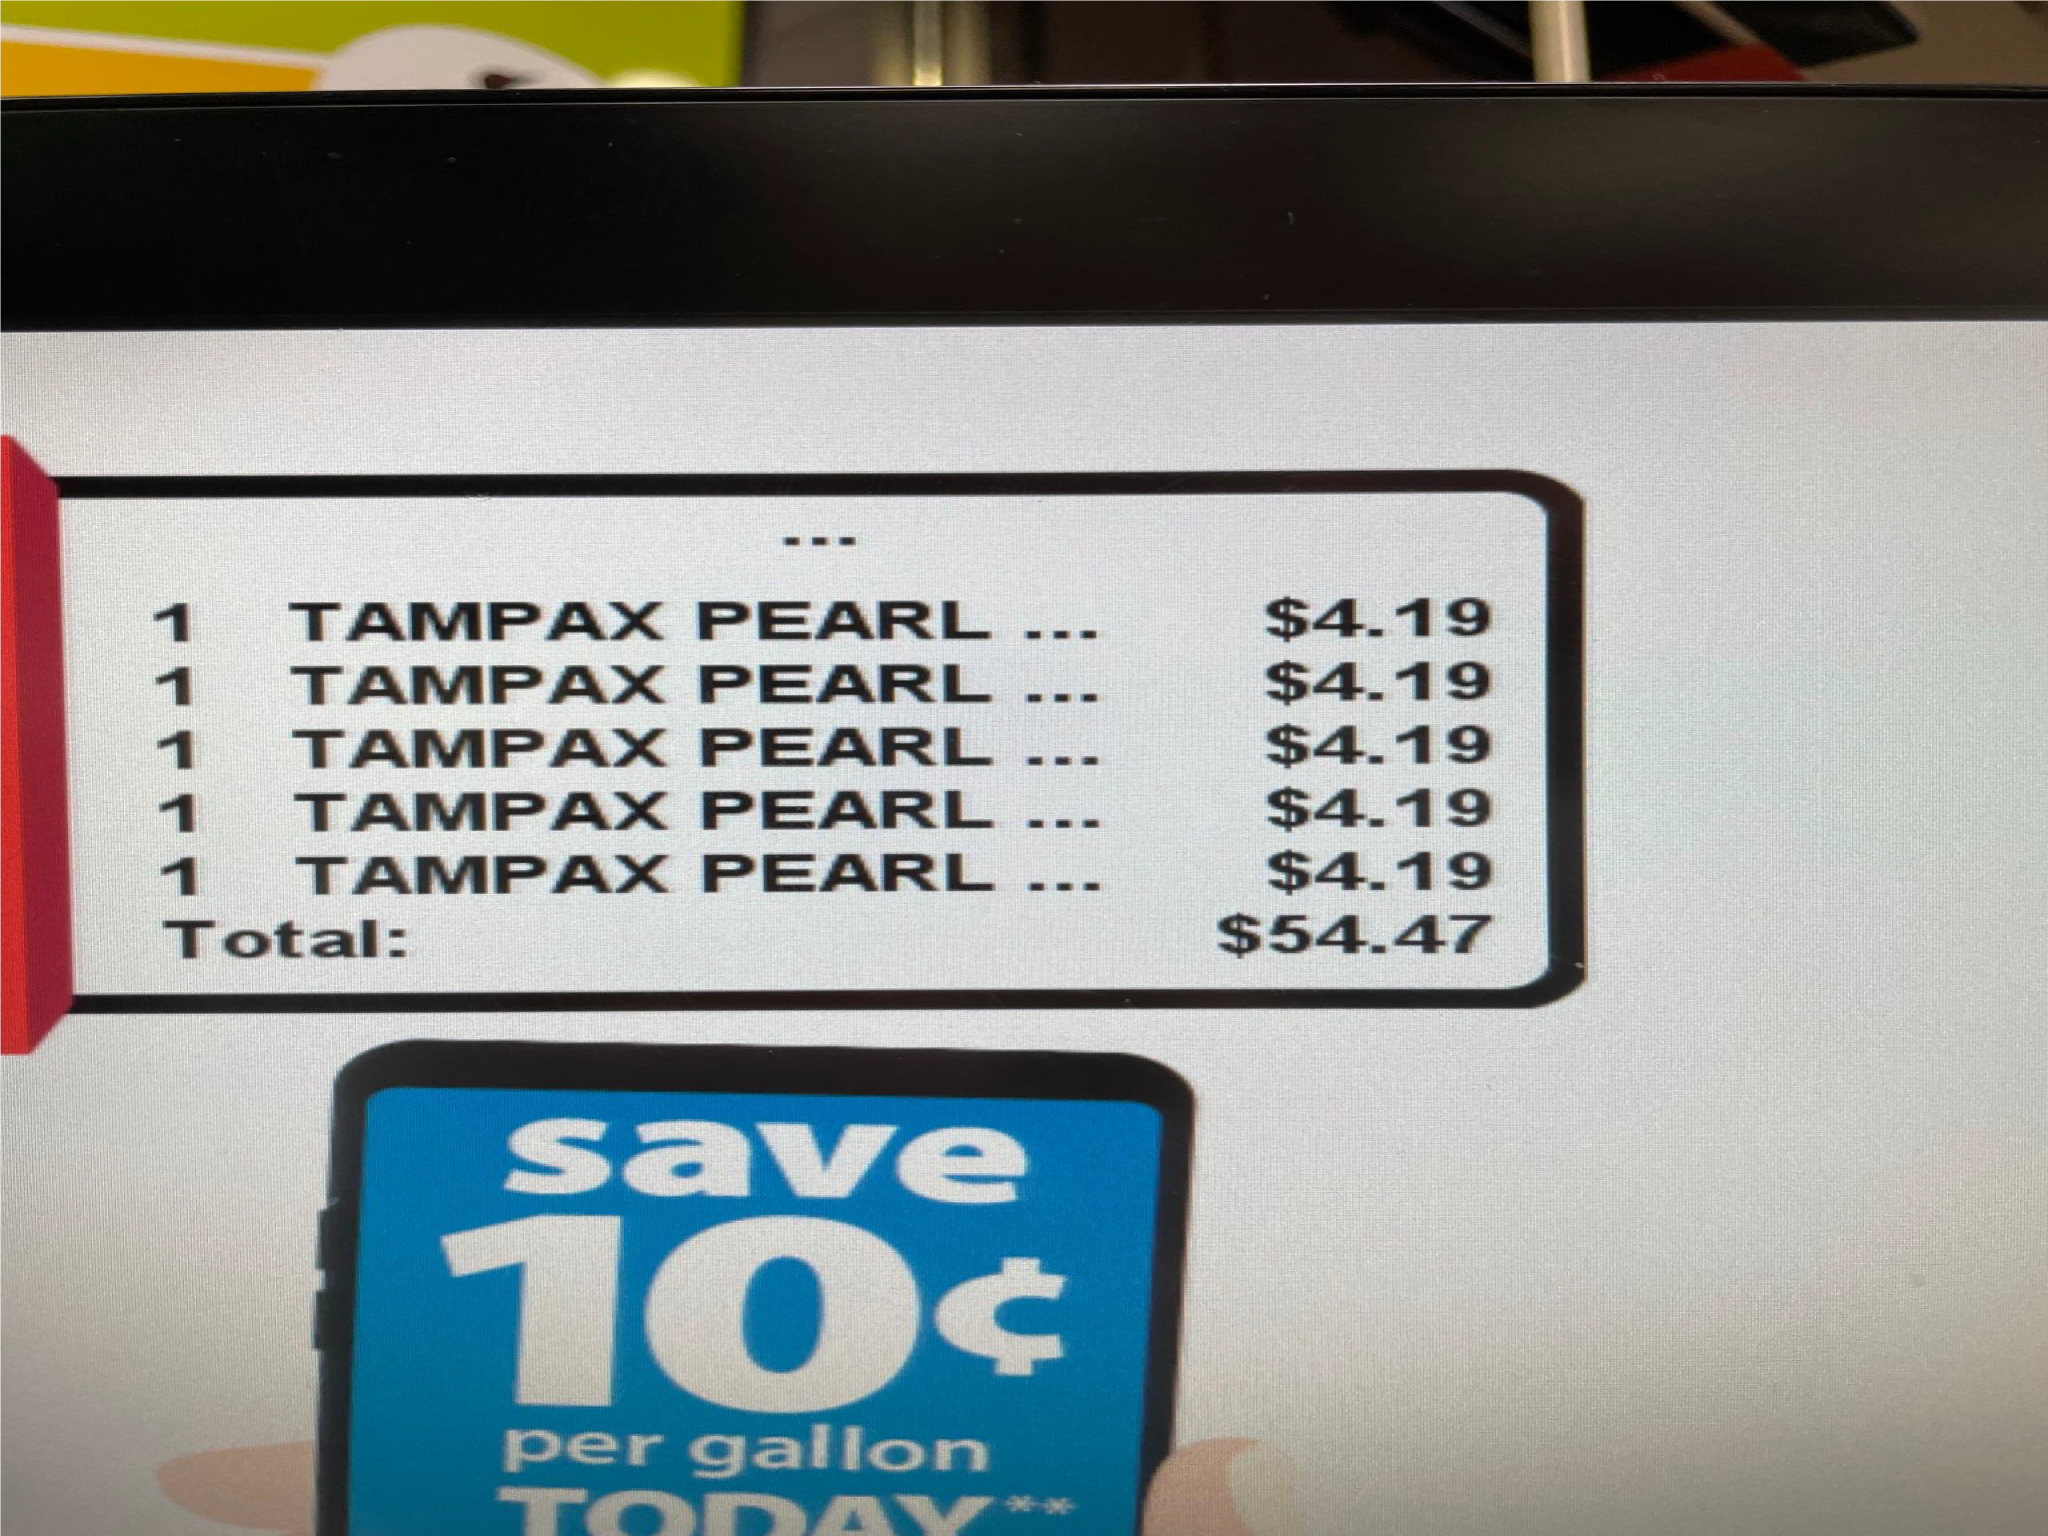 ...
1 TAMPAX PEARL ... $4.19
1 TAMPAX PEARL ... $4.19
1 TAMPAX PEARL ... $4.19
1 TAMPAX PEARL ... $4.19
1 TAMPAX PEARL ... $4.19
Total: $54.47
save
10¢
per gallon
TODAY**